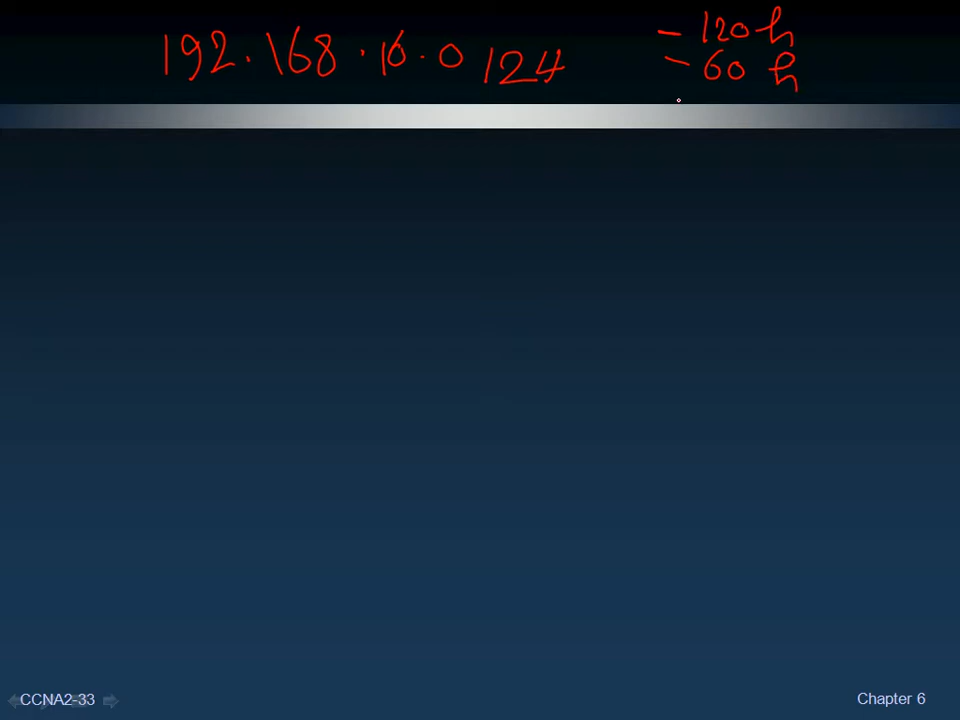 192.168.10.0 /24
- 120 h
- 60 h
CCNA2-33
Chapter 6